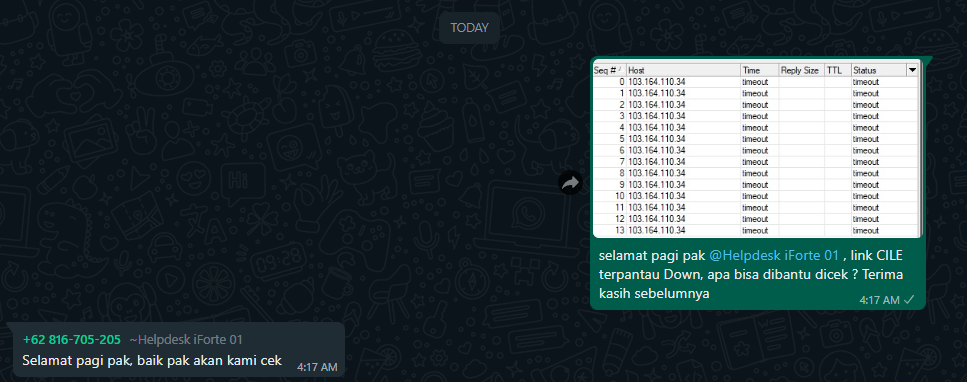 TODAY
Seq # Host Time Reply Size TTL Status
0 103.164.110.34 timeout timeout
1 103.164.110.34 timeout timeout
2 103.164.110.34 timeout timeout
3 103.164.110.34 timeout timeout
4 103.164.110.34 timeout timeout
5 103.164.110.34 timeout timeout
6 103.164.110.34 timeout timeout
7 103.164.110.34 timeout timeout
8 103.164.110.34 timeout timeout
9 103.164.110.34 timeout timeout
10 103.164.110.34 timeout timeout
11 103.164.110.34 timeout timeout
12 103.164.110.34 timeout timeout
13 103.164.110.34 timeout timeout
selamat pagi pak @Helpdesk iForte 01 , link CILE
terpantau Down, apa bisa dibantu dicek ? Terima
kasih sebelumnya
4:17 AM
+62 816-705-205 ~Helpdesk iForte 01
Selamat pagi pak, baik pak akan kami cek
4:17 AM